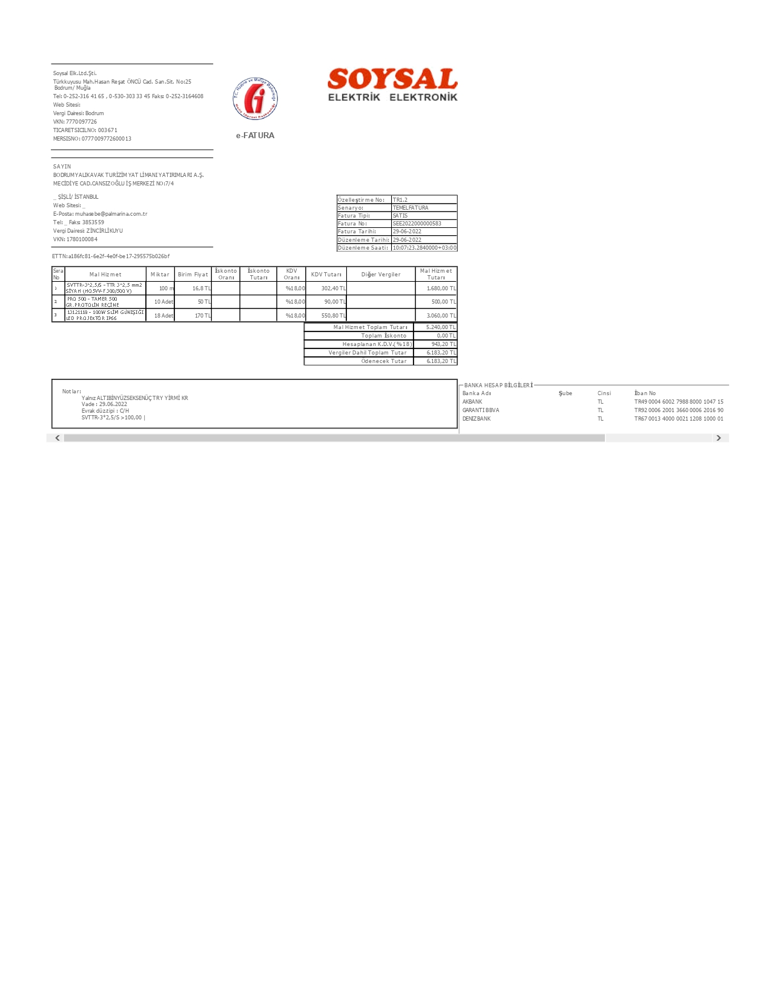 Soysal Elk.Ltd.Şti.
Türkkuyusu Mah.Hasan Reşat ÖNCÜ Cad. San.Sit. No:25
Bodrum/ Muğla
Tel: 0-252-316 41 65 , 0-530-303 33 45 Faks: 0-252-3164608
Web Sitesi:
Vergi Dairesi: Bodrum
VKN: 7770097726
TICARETSICILNO: 003671
MERSISNO: 0777009772600013
T.C. Hazine ve Maliye Bakanlığı
Gelir İdaresi Başkanlığı
e-FATURA
SOYSAL
ELEKTRİK ELEKTRONİK
SAYIN
BODRUM YALIKAVAK TURİZİM YAT LİMANI YATIRIMLARI A.Ş.
MECİDİYE CAD.CANSIZOĞLU İŞ MERKEZİ NO:7/4
_ ŞİŞLİ/ İSTANBUL
Web Sitesi: _
E-Posta: muhasebe@palmarina.com.tr
Tel: _ Faks: 3853559
Vergi Dairesi: ZİNCİRLİKUYU
VKN: 1780100084
Özelleştirme No: TR1.2
Senaryo: TEMELFATURA
Fatura Tipi: SATIS
Fatura No: SEE2022000000583
Fatura Tarihi: 29-06-2022
Düzenleme Tarihi: 29-06-2022
Düzenleme Saati: 10:07:23.2840000+03:00
ETTN:a186fc81-6e2f-4e0f-be17-295575b026bf
Sıra No Mal Hizmet Miktar Birim Fiyat İskonto Oranı İskonto Tutarı KDV Oranı KDV Tutarı Diğer Vergiler Mal Hizmet Tutarı
1 SVTTR-3*2,5/S - TTR 3*2,5 mm2 SİYAH (HO5VV-F 300/500 V) 100 m 16,8 TL %18,00 302,40 TL 1.680,00 TL
2 PRO 500 - TAMER 500 GR.PROTOLİN REÇİNE 10 Adet 50 TL %18,00 90,00 TL 500,00 TL
3 13121118 - 100W SLİM GÜNIŞIĞI LED PROJEKTÖR IP66 18 Adet 170 TL %18,00 550,80 TL 3.060,00 TL
Mal Hizmet Toplam Tutarı 5.240,00 TL
Toplam İskonto 0,00 TL
Hesaplanan K.D.V.(%18) 943,20 TL
Vergiler Dahil Toplam Tutar 6.183,20 TL
Ödenecek Tutar 6.183,20 TL
Notlar:
Yalnız ALTIBİNYÜZSEKSENÜÇ TRY YİRMİ KR
Vade : 29.06.2022
Evrak düz.tipi : C/H
SVTTR-3*2,5/S >100,00 |
BANKA HESAP BİLGİLERİ
Banka Adı Şube Cinsi İban No
AKBANK TL TR49 0004 6002 7988 8000 1047 15
GARANTI BBVA TL TR92 0006 2001 3660 0006 2016 90
DENIZBANK TL TR67 0013 4000 0021 1208 1000 01